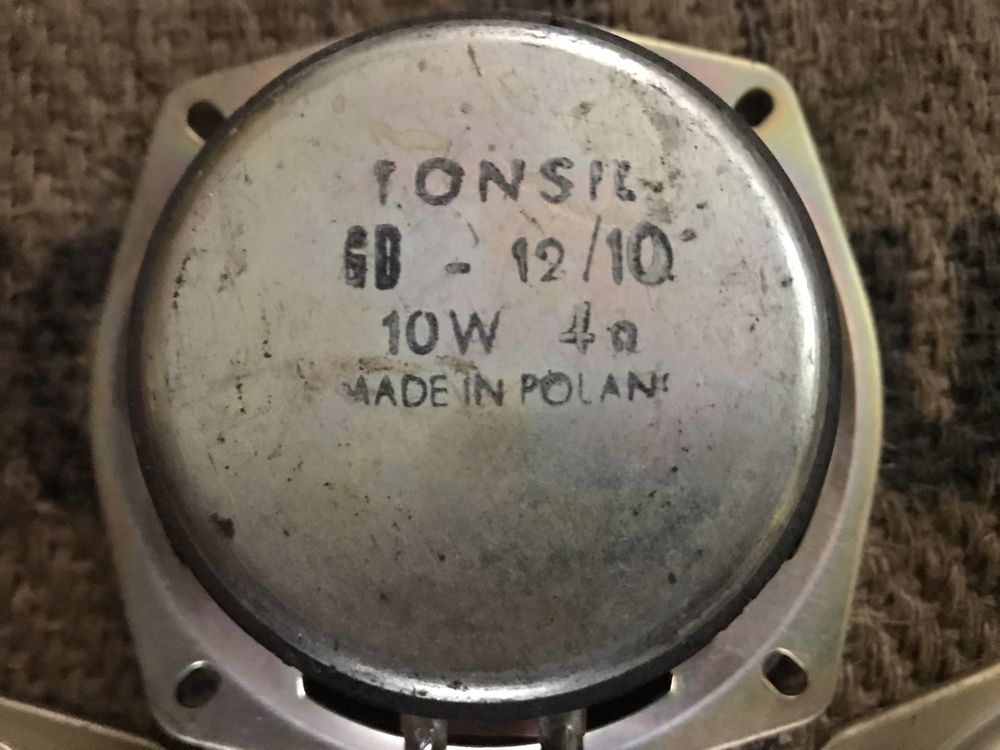 TONSIL
GD - 12/10
10W 4Ω
MADE IN POLAND